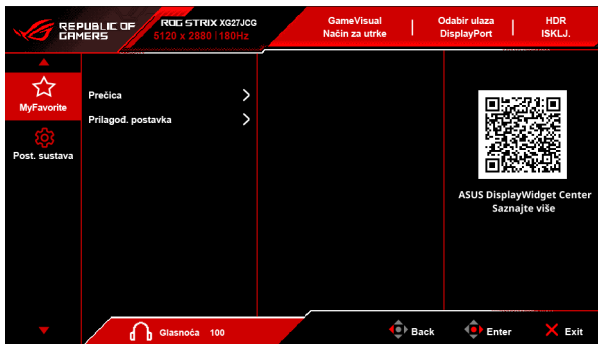 REPUBLIC OF
GAMERS
ROG STRIX XG27JCG
5120 x 2880 | 180Hz
GameVisual
Način za utrke
Odabir ulaza
DisplayPort
HDR
ISKLJ.
MyFavorite
Post. sustava
Prečica
Prilagođ. postavka
ASUS DisplayWidget Center
Saznajte više
Glasnoća 100
Back
Enter
Exit